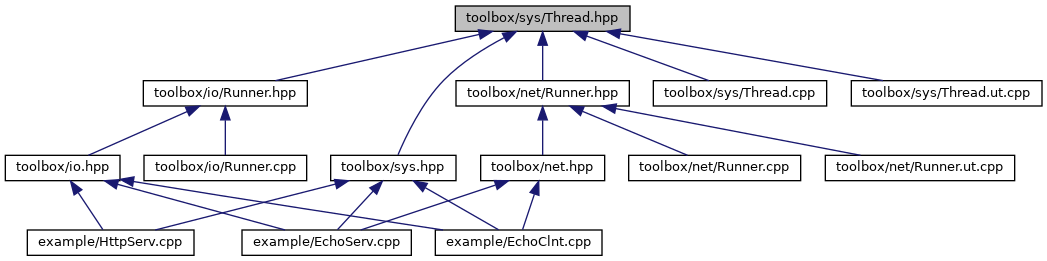 toolbox/sys/Thread.hpp
toolbox/io/Runner.hpp
toolbox/net/Runner.hpp
toolbox/sys/Thread.cpp
toolbox/sys/Thread.ut.cpp
toolbox/io.hpp
toolbox/io/Runner.cpp
toolbox/sys.hpp
toolbox/net.hpp
toolbox/net/Runner.cpp
toolbox/net/Runner.ut.cpp
example/HttpServ.cpp
example/EchoServ.cpp
example/EchoClnt.cpp